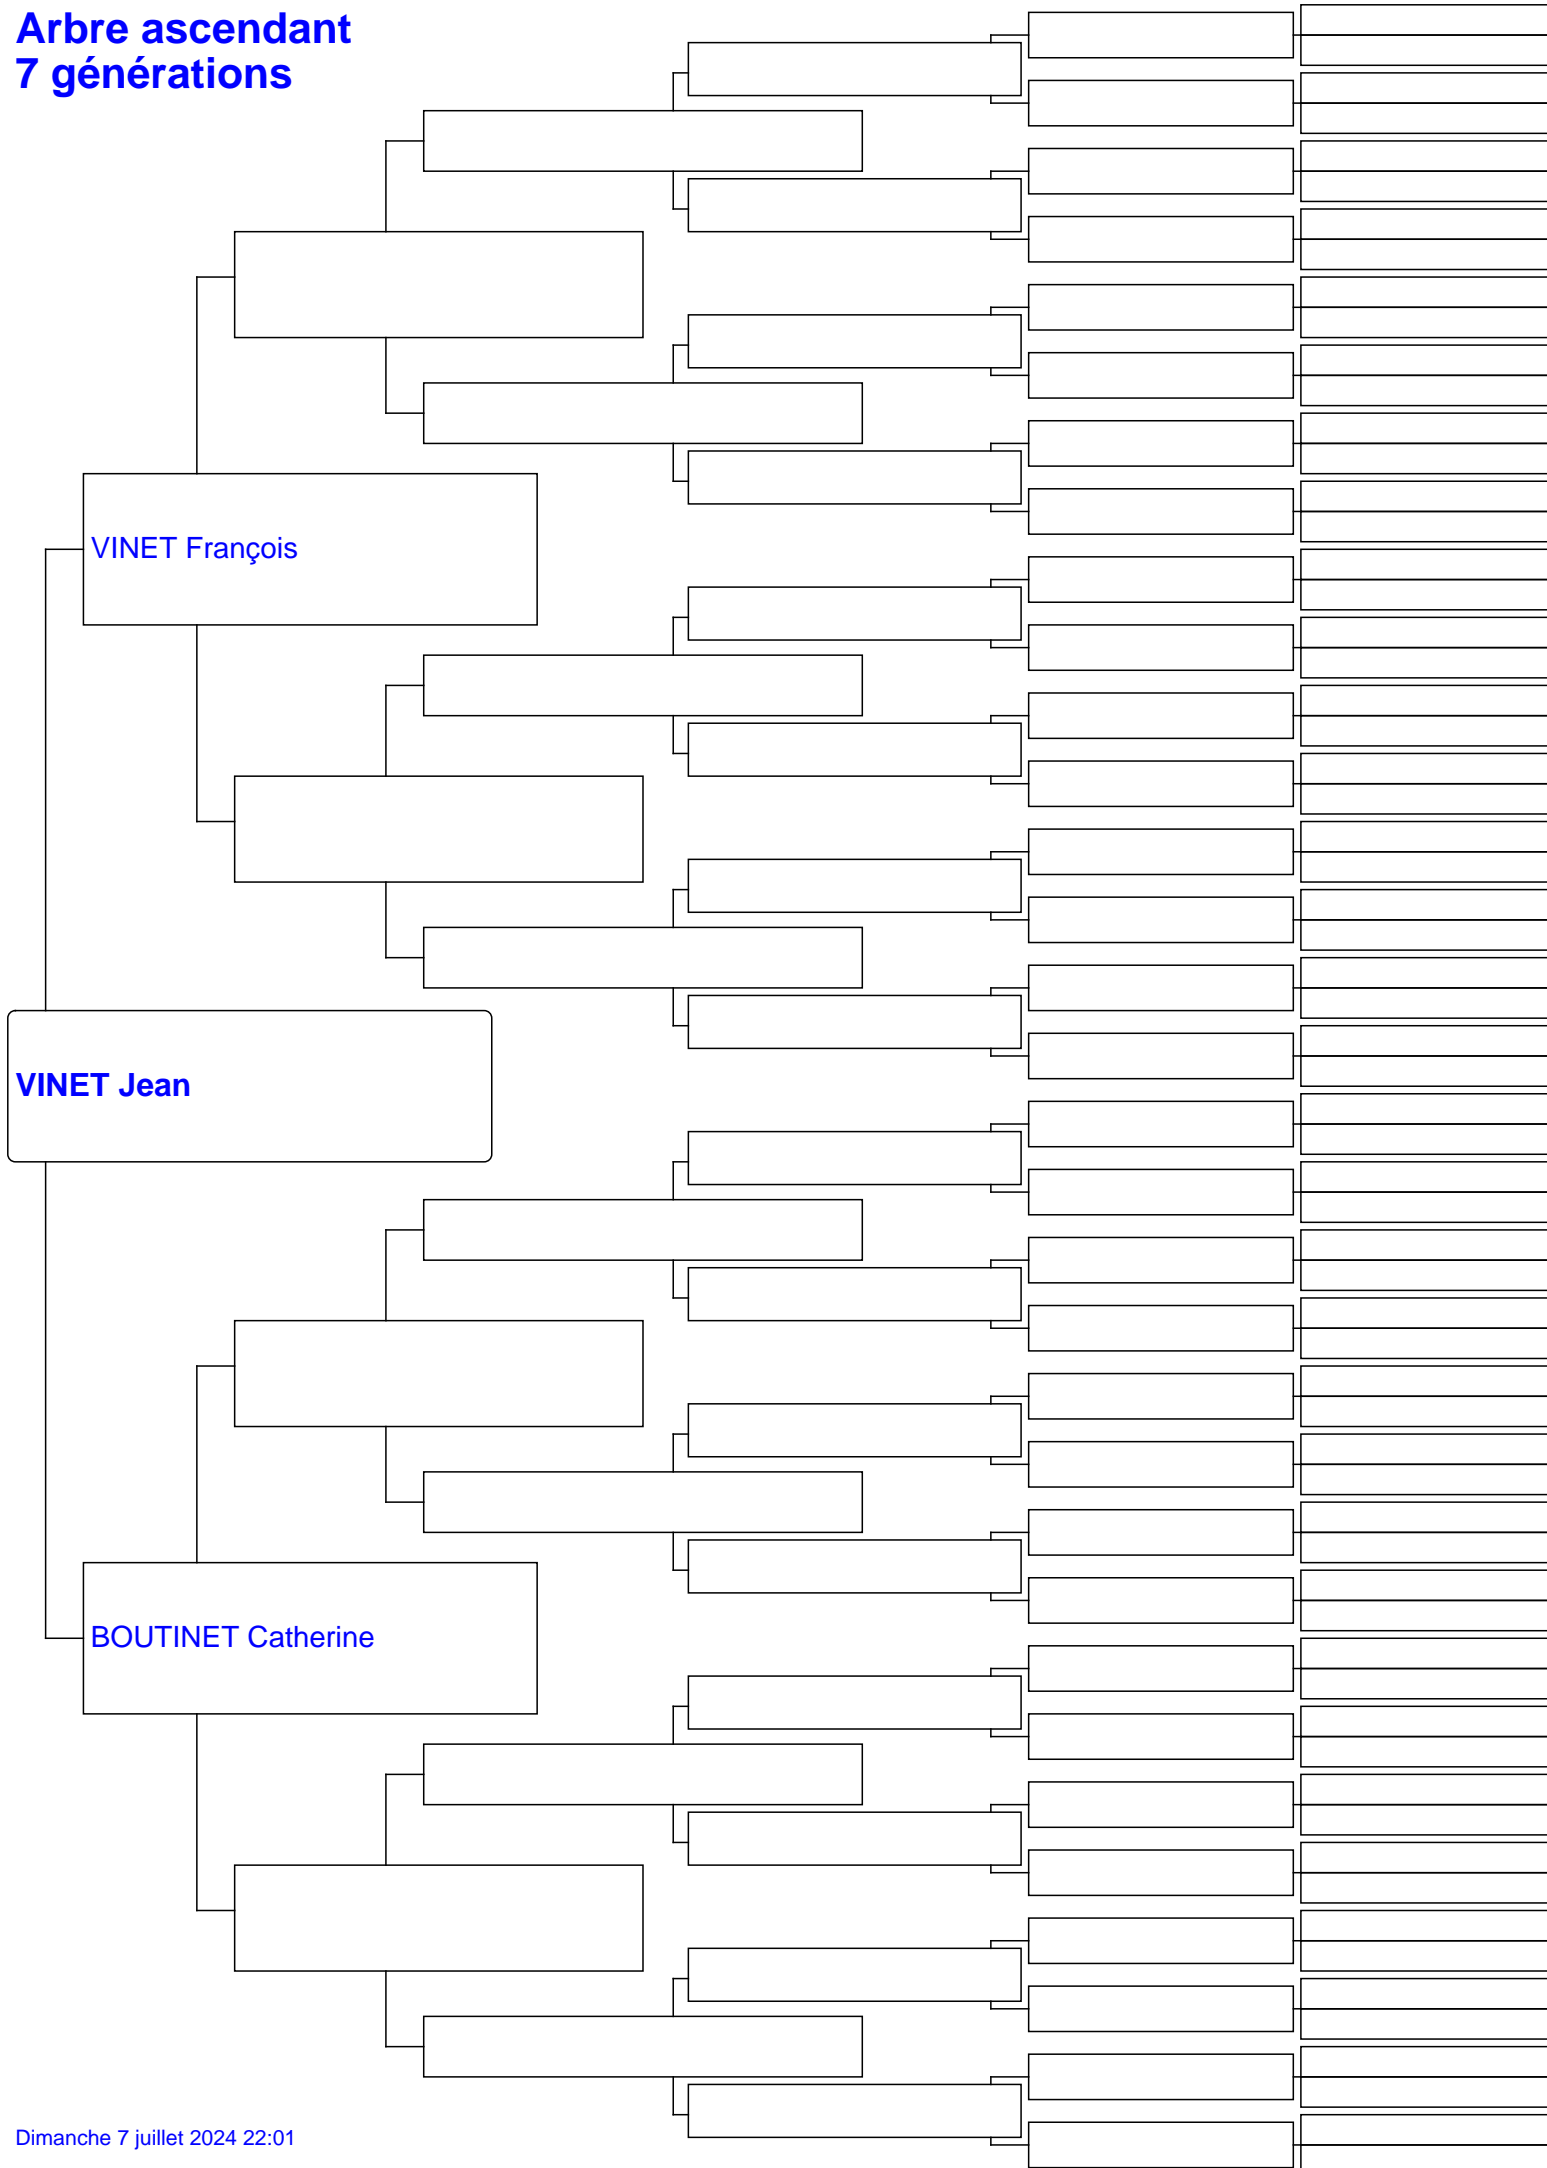 Arbre ascendant
7 générations
VINET François
VINET Jean
BOUTINET Catherine
Dimanche 7 juillet 2024 22:01